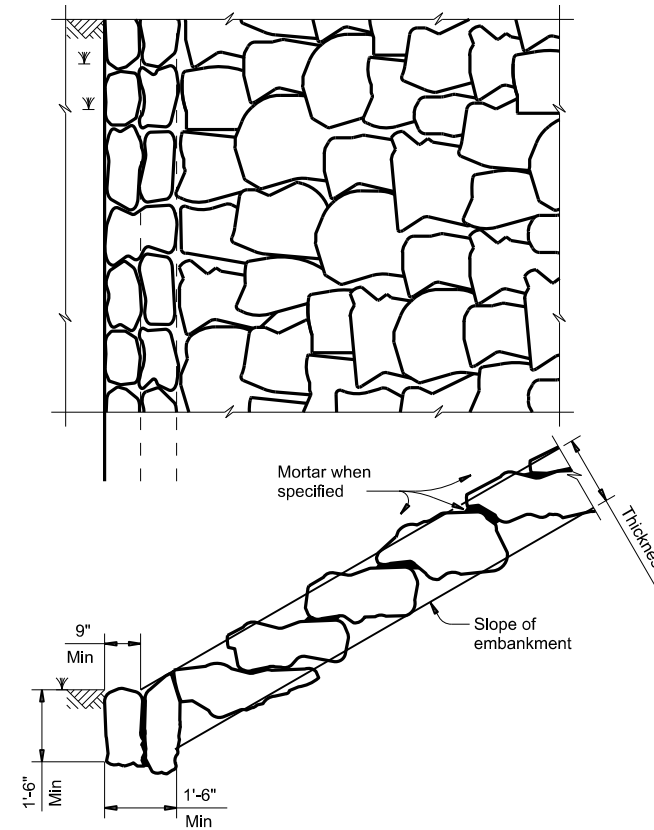 Mortar when
specified
Slope of
embankment
9"
Min
1'-6"
Min
1'-6"
Min